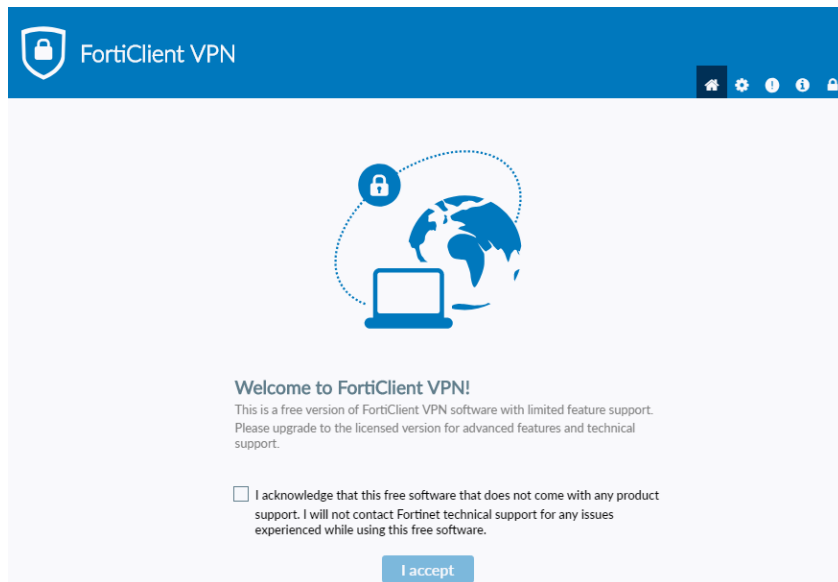 FortiClient VPN
Welcome to FortiClient VPN!
This is a free version of FortiClient VPN software with limited feature support.
Please upgrade to the licensed version for advanced features and technical
support.
I acknowledge that this free software that does not come with any product
support. I will not contact Fortinet technical support for any issues
experienced while using this free software.
I accept